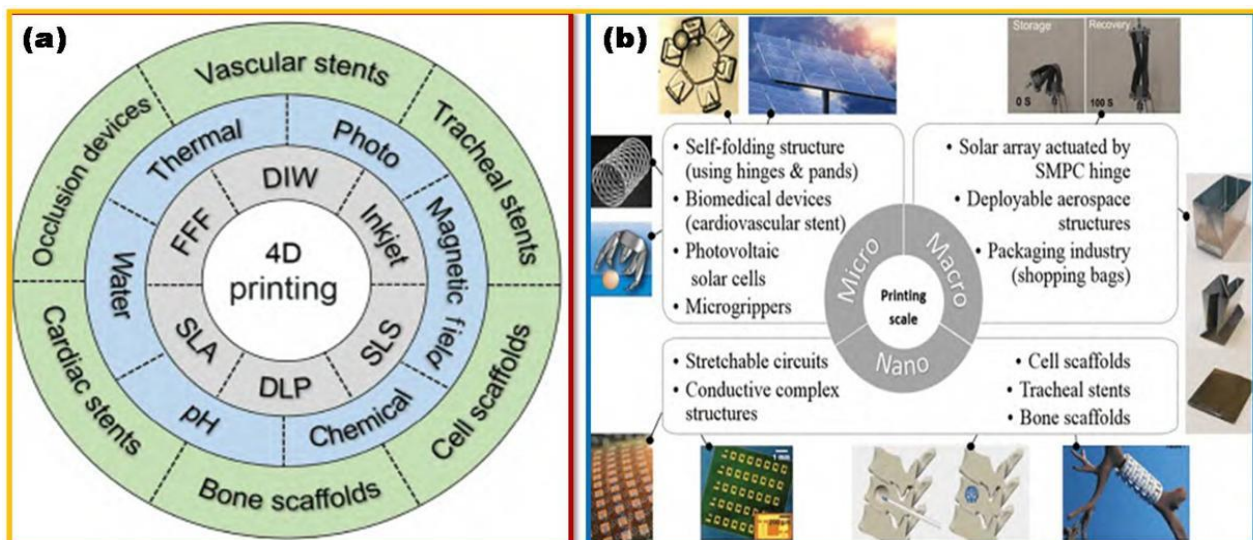 (a)
Vascular stents
Tracheal stents
Cell scaffolds
Bone scaffolds
Cardiac stents
Occlusion devices
Thermal
Photo
Magnetic field
Chemical
pH
Water
DIW
Inkjet
SLS
DLP
SLA
FFF
4D
printing
(b)
Storage
Recovery
0 S
100 S
• Self-folding structure
(using hinges & pands)
• Biomedical devices
(cardiovascular stent)
• Photovoltaic
solar cells
• Microgrippers
• Solar array actuated by
SMPC hinge
• Deployable aerospace
structures
• Packaging industry
(shopping bags)
Micro
Macro
Nano
Printing
scale
• Stretchable circuits
• Conductive complex
structures
• Cell scaffolds
• Tracheal stents
• Bone scaffolds
1 mm